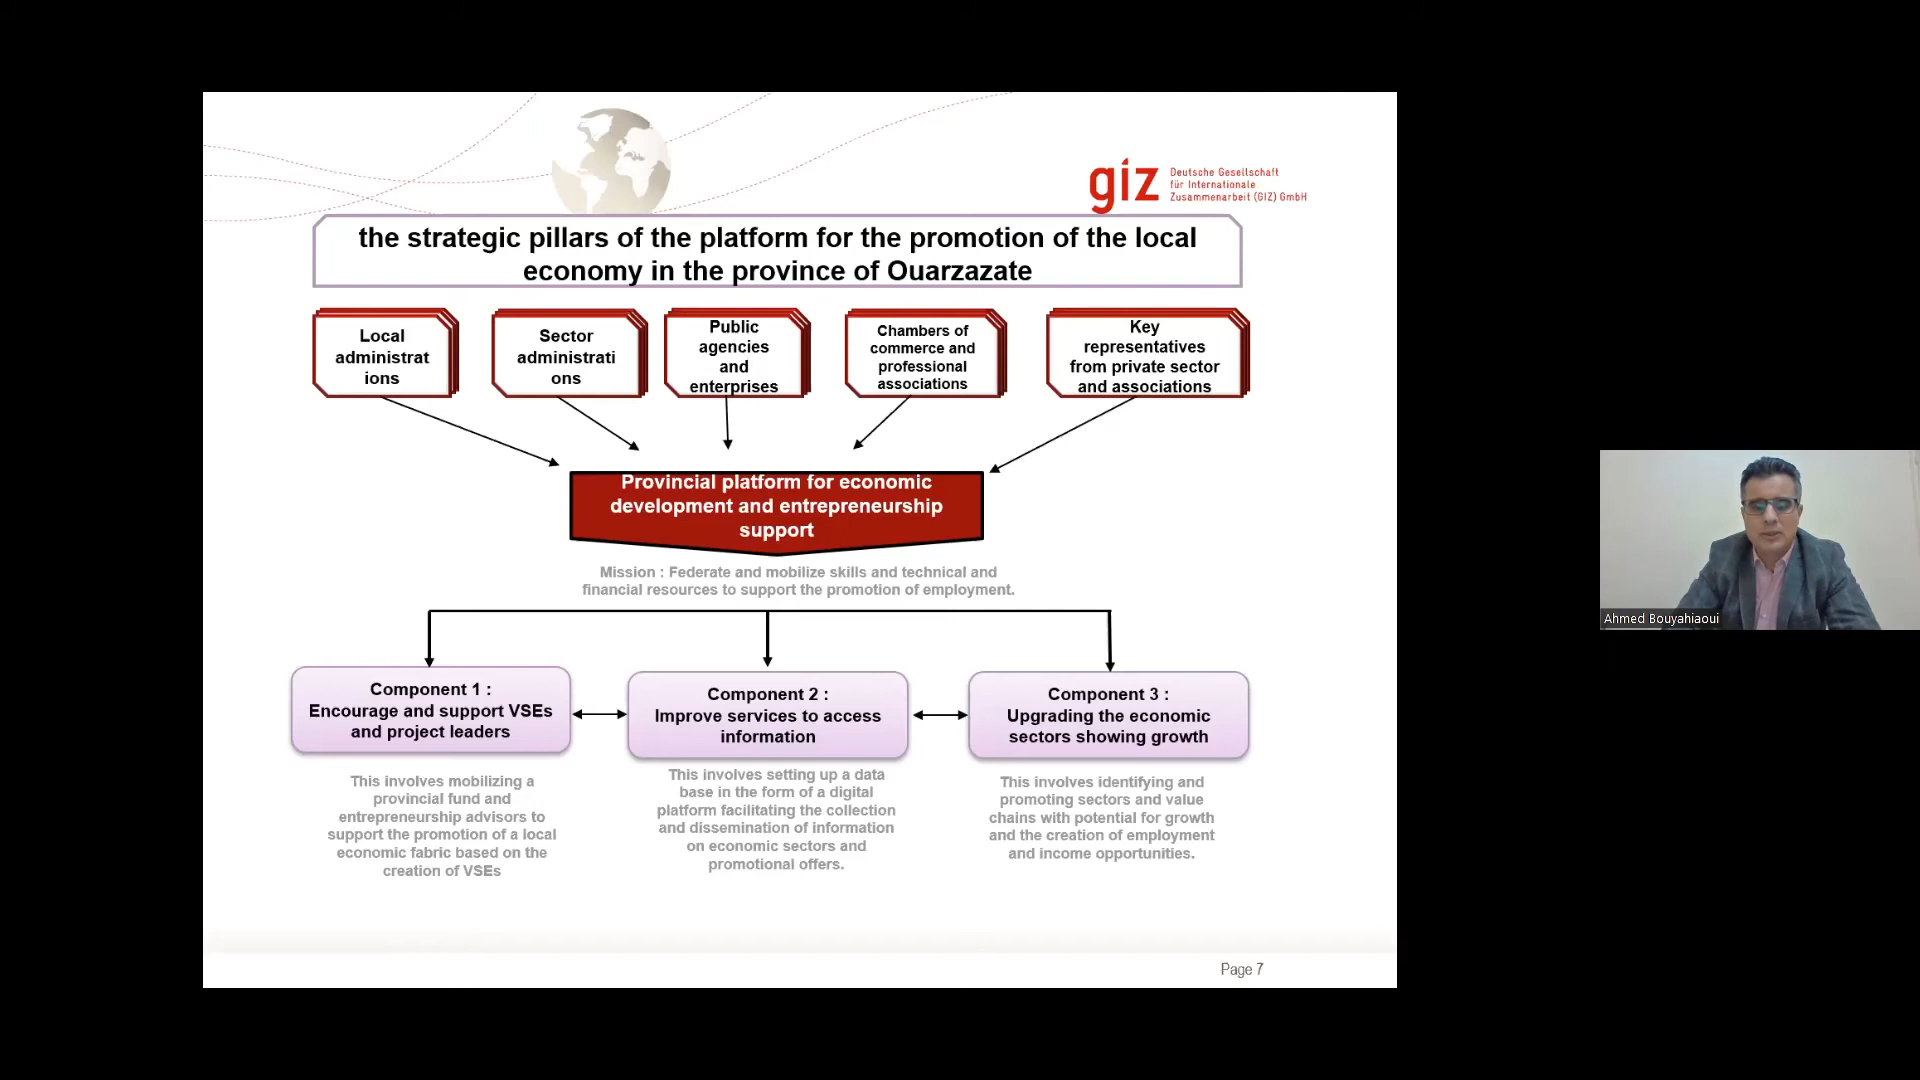 giz
Deutsche Gesellschaft
für Internationale
Zusammenarbeit (GIZ) GmbH
the strategic pillars of the platform for the promotion of the local
economy in the province of Ouarzazate
Local
administrat
ions
Sector
administrati
ons
Public
agencies
and
enterprises
Chambers of
commerce and
professional
associations
Key
representatives
from private sector
and associations
Provincial platform for economic
development and entrepreneurship
support
Mission : Federate and mobilize skills and technical and
financial resources to support the promotion of employment.
Component 1 :
Encourage and support VSEs
and project leaders
Component 2 :
Improve services to access
information
Component 3 :
Upgrading the economic
sectors showing growth
This involves mobilizing a
provincial fund and
entrepreneurship advisors to
support the promotion of a local
economic fabric based on the
creation of VSEs
This involves setting up a data
base in the form of a digital
platform facilitating the collection
and dissemination of information
on economic sectors and
promotional offers.
This involves identifying and
promoting sectors and value
chains with potential for growth
and the creation of employment
and income opportunities.
Page 7
Ahmed Bouyahiaoui